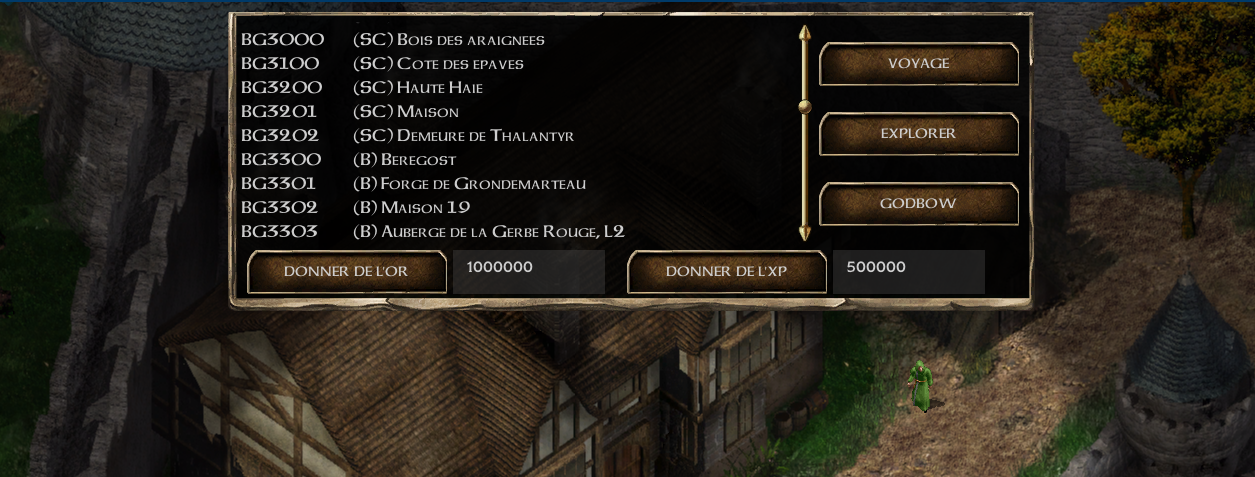 BG3000 (SC) Bois des araignees
BG3100 (SC) Cote des epaves
BG3200 (SC) Haute Haie
BG3201 (SC) Maison
BG3202 (SC) Demeure de Thalantyr
BG3300 (B) Beregost
BG3301 (B) Forge de Grondemarteau
BG3302 (B) Maison 19
BG3303 (B) Auberge de la Gerbe Rouge, L2
VOYAGE
EXPLORER
GODBOW
DONNER DE L'OR 1000000 DONNER DE L'XP 500000